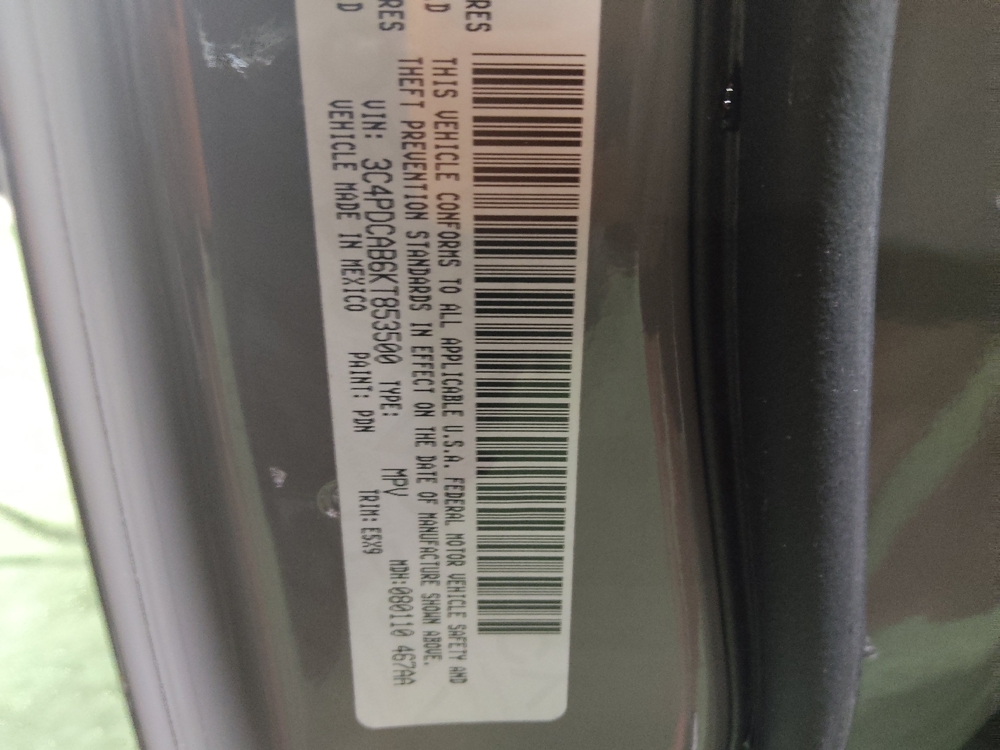 RES
RES
D
D
THIS VEHICLE CONFORMS TO ALL APPLICABLE U.S.A. FEDERAL MOTOR VEHICLE SAFETY AND
THEFT PREVENTION STANDARDS IN EFFECT ON THE DATE OF MANUFACTURE SHOWN ABOVE.
VIN: 3C4PDCAB6KT853500 TYPE: MPV MDH:080110 467AA
VEHICLE MADE IN MEXICO PAINT: PDN TRIM: E5X9